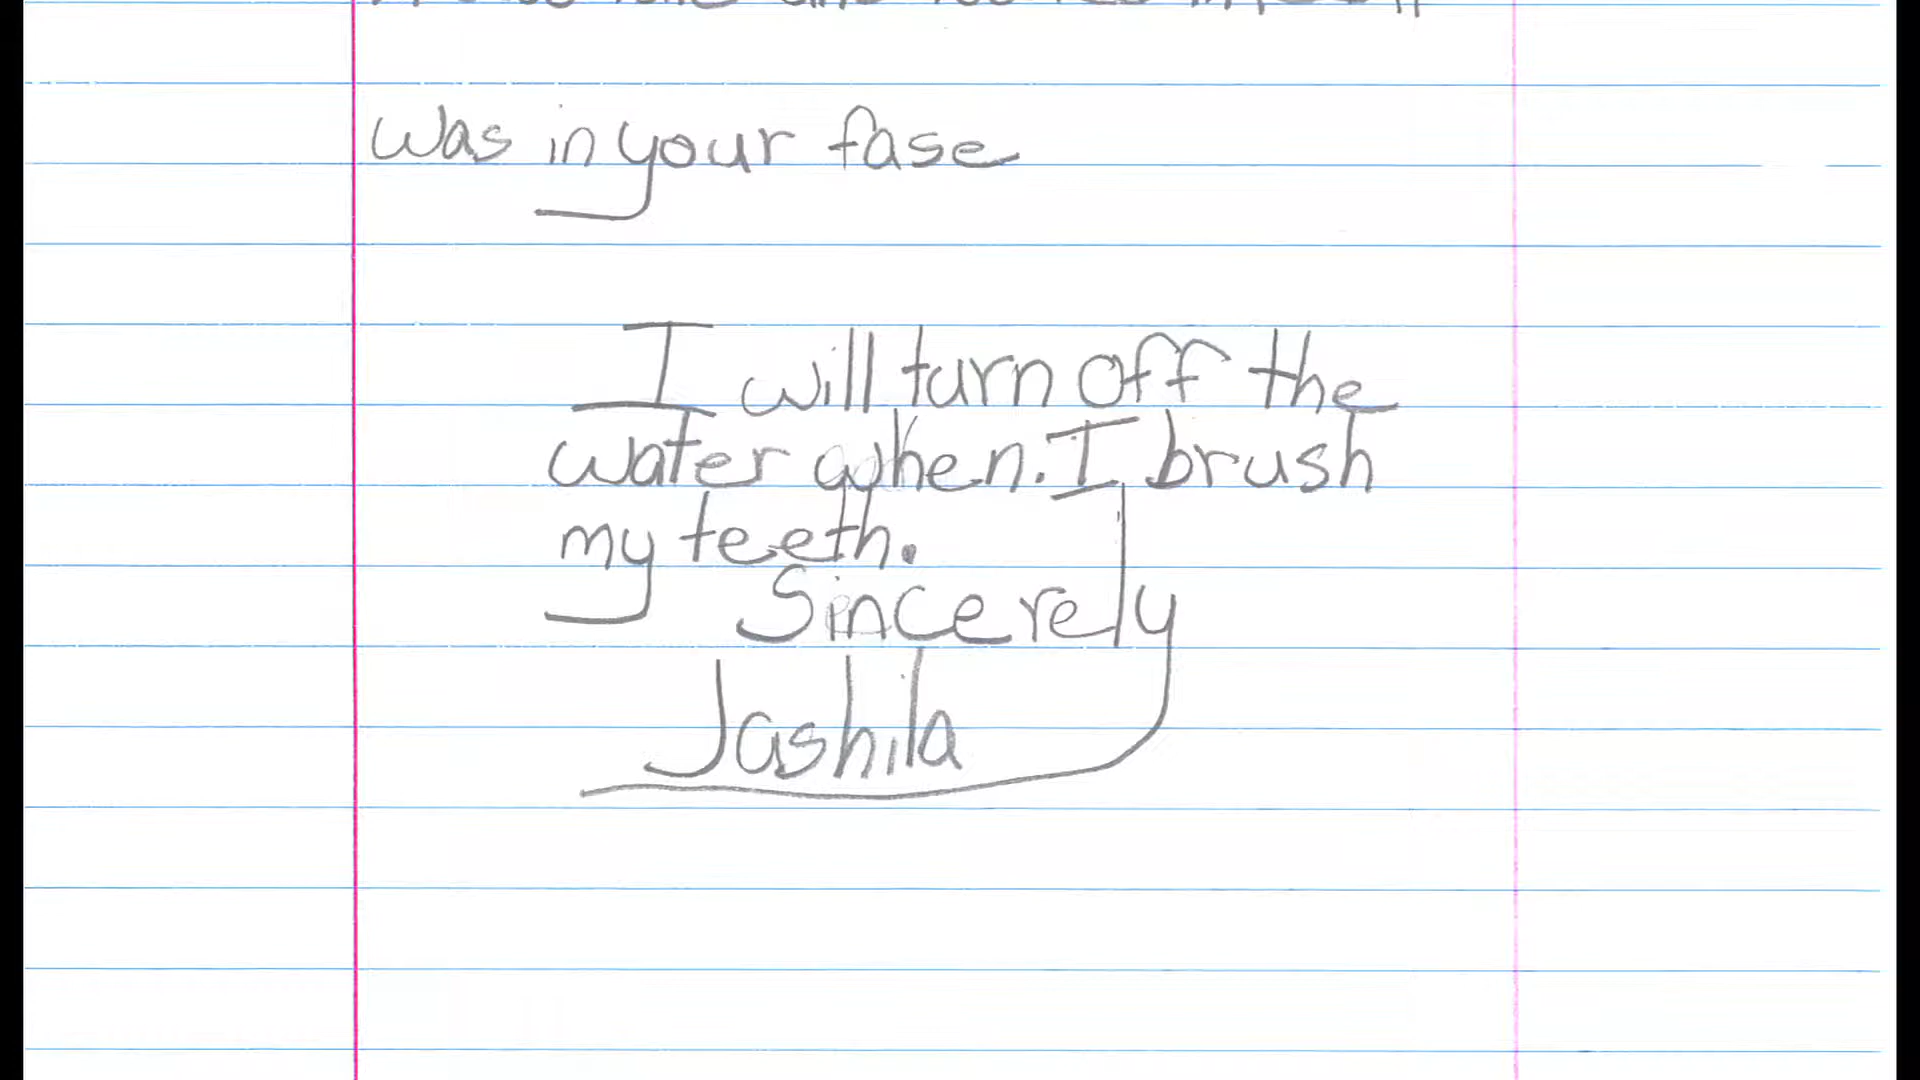 Was in your fase
I will turn off the
water when. I brush
my teeth.
Sincerely
Jashila